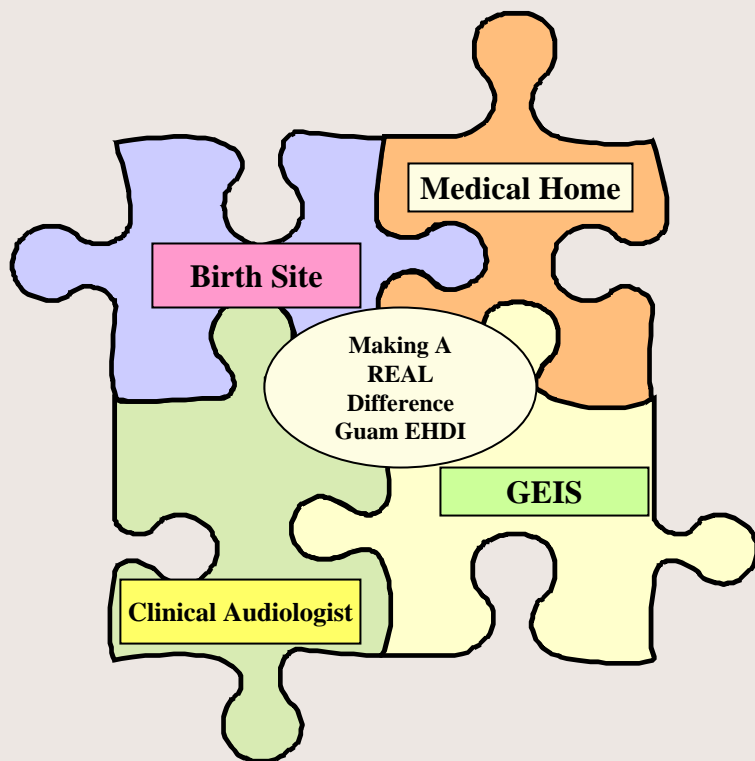 Medical Home
Birth Site
Making A
REAL
Difference
Guam EHDI
GEIS
Clinical Audiologist